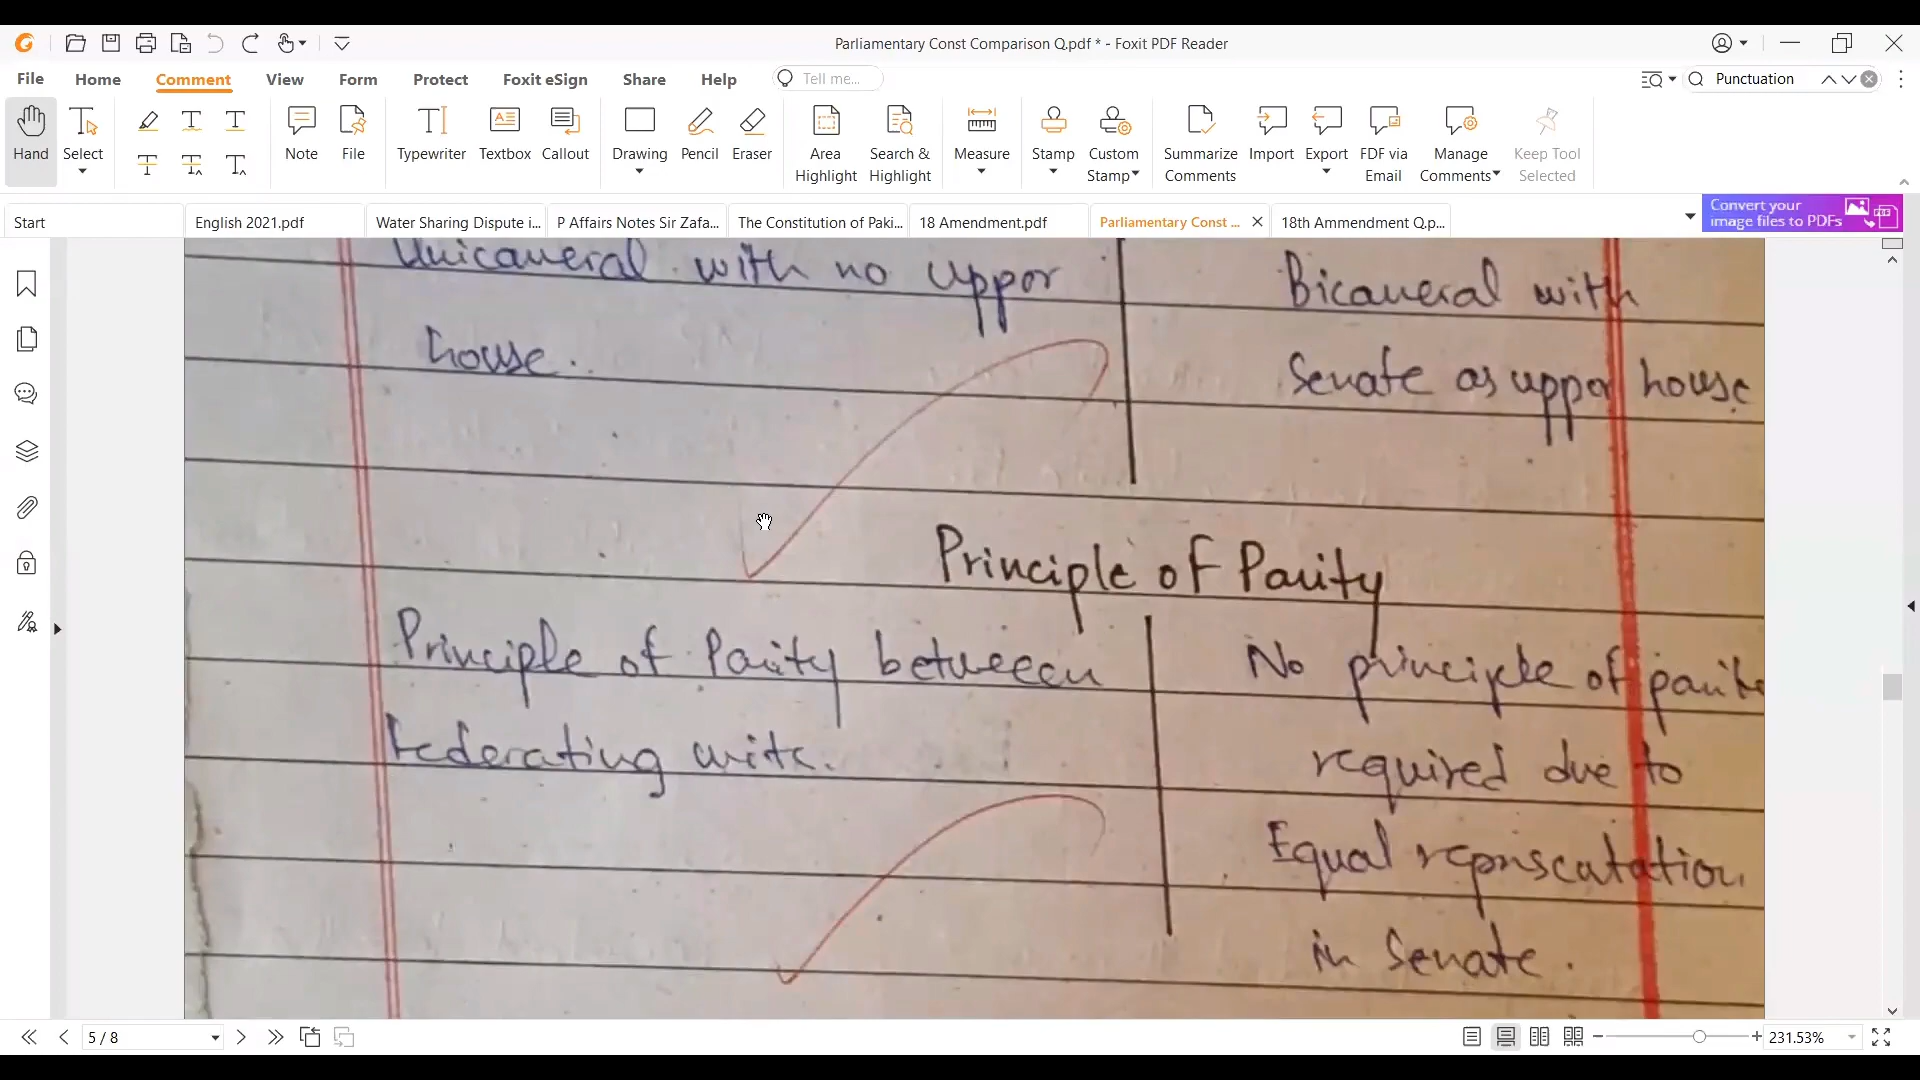 Parliamentary Const Comparison Q.pdf * - Foxit PDF Reader
File Home Comment View Form Protect Foxit eSign Share Help Tell me... Punctuation
Hand Select Note File Typewriter Textbox Callout Drawing Pencil Eraser Area Highlight Search & Highlight Measure Stamp Custom Stamp Summarize Comments Import Export FDF via Email Manage Comments Keep Tool Selected
Start English 2021.pdf Water Sharing Dispute i... P Affairs Notes Sir Zafa... The Constitution of Paki... 18 Amendment.pdf Parliamentary Const ... 18th Ammendment Q.p... Convert your image files to PDFs
Unicameral with no uppor
house.
Bicameral with
Senate as uppor house
Principle of Parity
Principle of Parity betweeen
Federating units.
No principle of parity
required due to
Equal reprsentation
in Senate.
5 / 8 231.53%